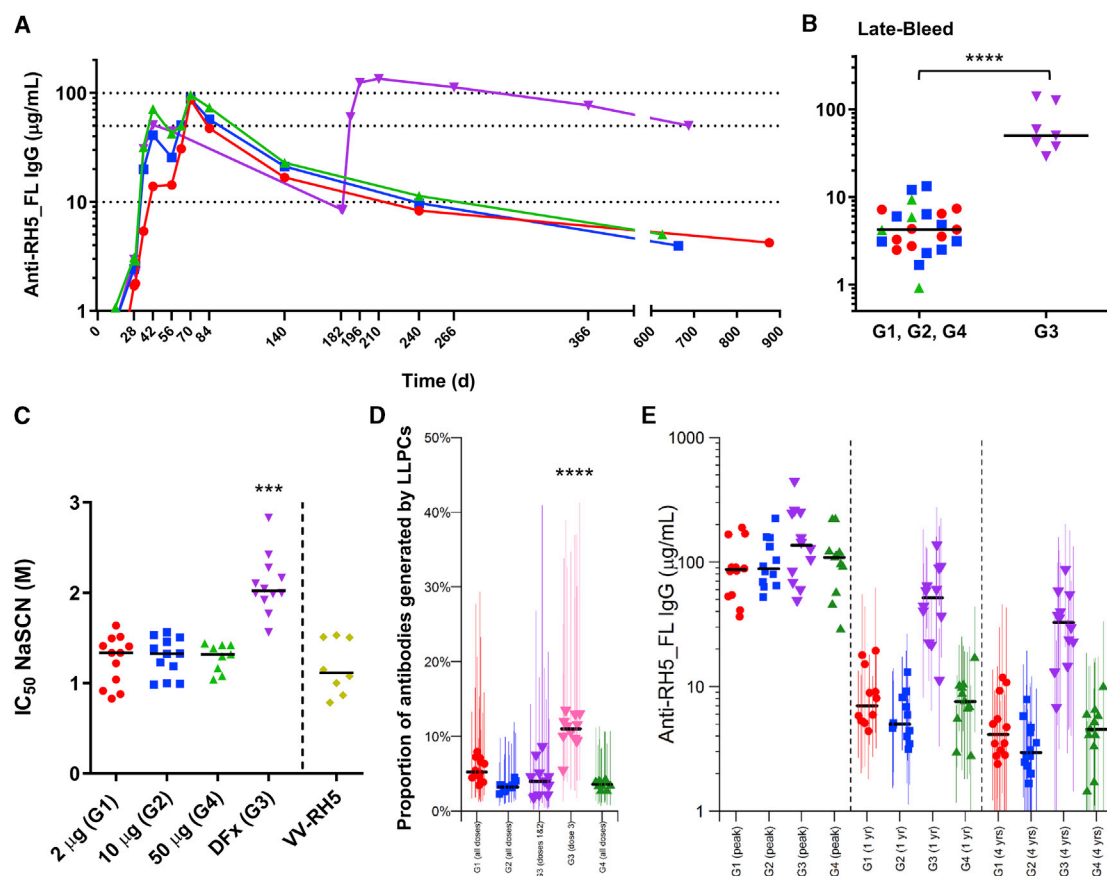 A
Anti-RH5_FL IgG (µg/mL)
100
10
1
0
28
42
56
70
84
140
182
196
210
240
266
366
600
700
800
900
Time (d)
B
Late-Bleed
****
100
10
1
G1, G2, G4
G3
C
IC50 NaSCN (M)
3
2
1
0
***
2 µg (G1)
10 µg (G2)
50 µg (G4)
DFx (G3)
VV-RH5
D
Proportion of antibodies generated by LLPCs
50%
40%
30%
20%
10%
0%
****
G1 (all doses)
G2 (all doses)
G3 (doses 1&2)
G3 (dose 3)
G4 (all doses)
E
Anti-RH5_FL IgG (µg/mL)
1000
100
10
1
G1 (peak)
G2 (peak)
G3 (peak)
G4 (peak)
G1 (1 yr)
G2 (1 yr)
G3 (1 yr)
G4 (1 yr)
G1 (4 yrs)
G2 (4 yrs)
G3 (4 yrs)
G4 (4 yrs)